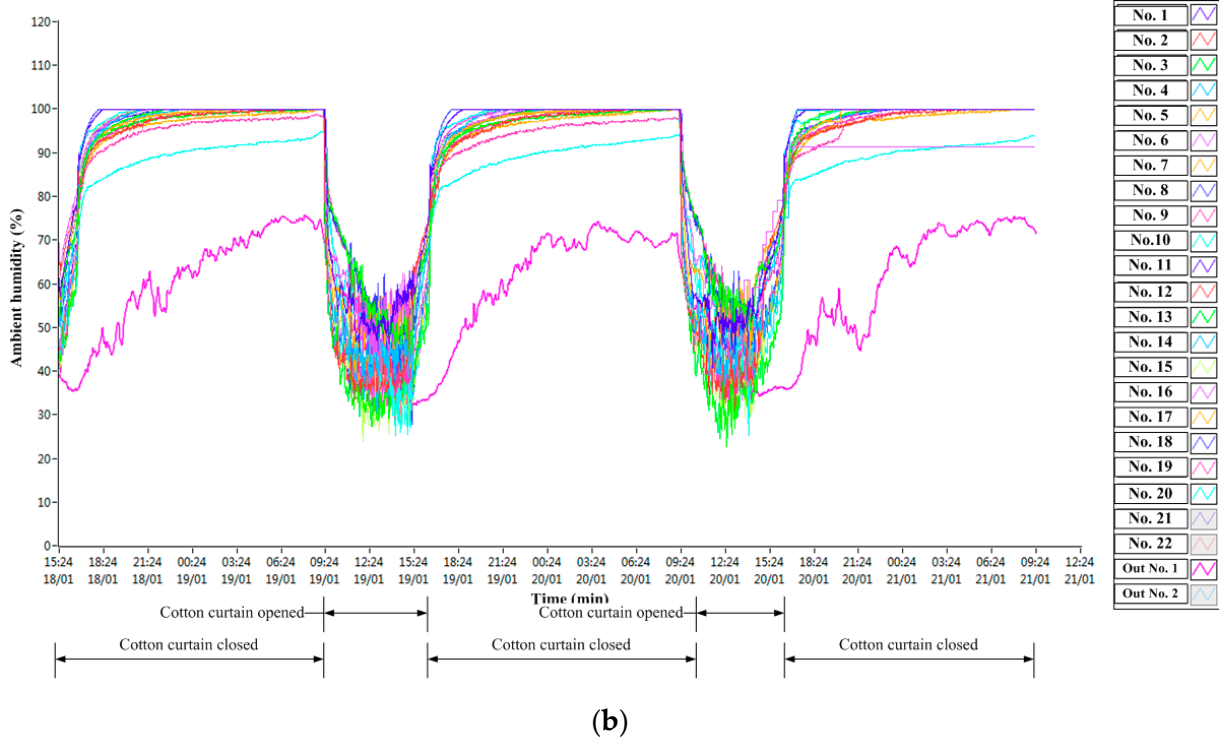 120
110
100
90
80
70
60
50
40
30
20
10
0
Ambient humidity (%)
15:24 18:24 21:24 00:24 03:24 06:24 09:24 12:24 15:24 18:24 21:24 00:24 03:24 06:24 09:24 12:24 15:24 18:24 21:24 00:24 03:24 06:24 09:24 12:24
18/01 18/01 18/01 19/01 19/01 19/01 19/01 19/01 19/01 19/01 19/01 20/01 20/01 20/01 20/01 20/01 20/01 20/01 20/01 21/01 21/01 21/01 21/01 21/01
Time (min)
Cotton curtain opened
Cotton curtain opened
Cotton curtain closed
Cotton curtain closed
Cotton curtain closed
No. 1
No. 2
No. 3
No. 4
No. 5
No. 6
No. 7
No. 8
No. 9
No.10
No. 11
No. 12
No. 13
No. 14
No. 15
No. 16
No. 17
No. 18
No. 19
No. 20
No. 21
No. 22
Out No. 1
Out No. 2
(b)